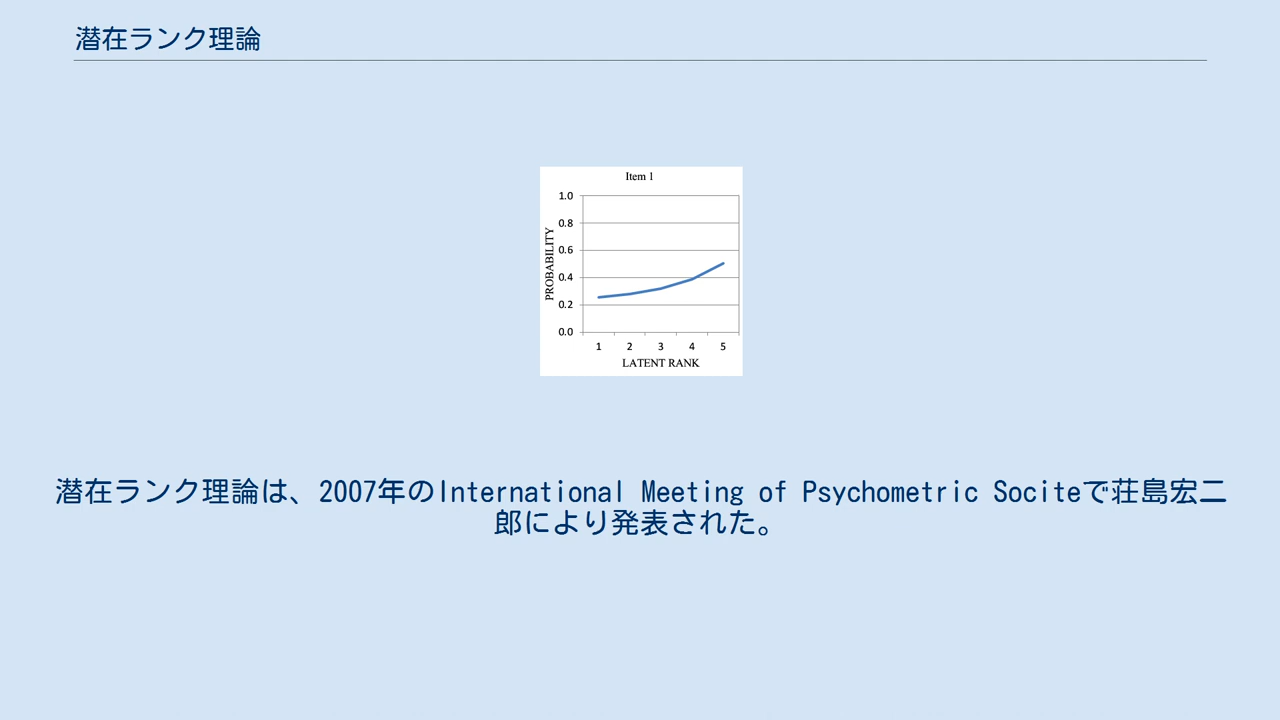 潜在ランク理論
Item 1
1.0
0.8
0.6
0.4
0.2
0.0
PROBABILITY
1 2 3 4 5
LATENT RANK
潜在ランク理論は、2007年のInternational Meeting of Psychometric Sociteで荘島宏二
郎により発表された。